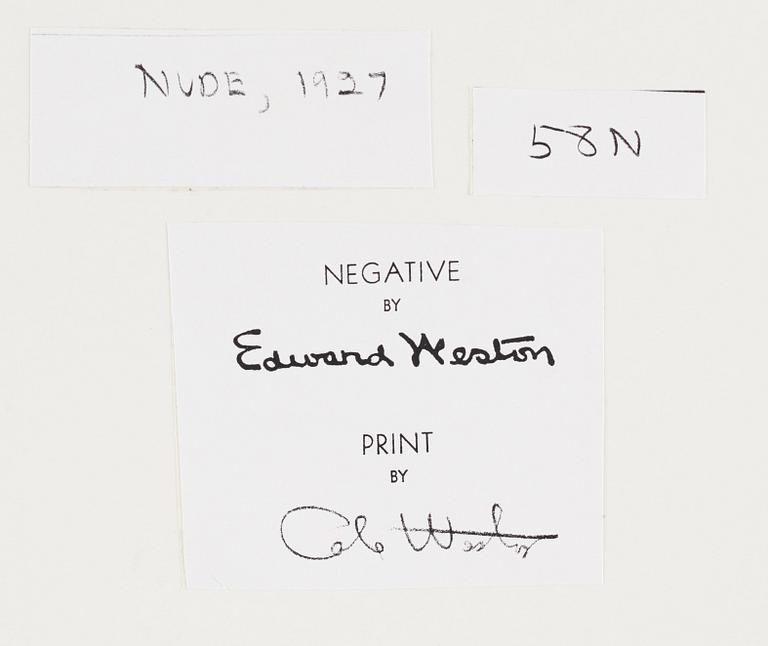 NUDE, 1927
58N
NEGATIVE
BY
Edward Weston
PRINT
BY
Cole Weston